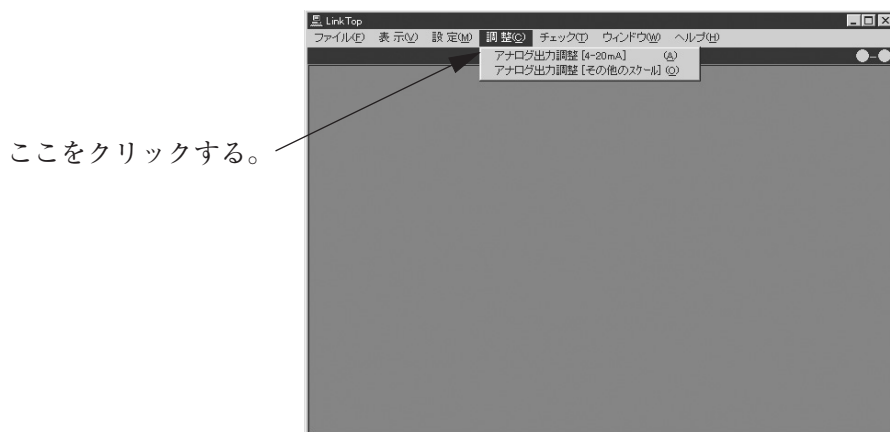 LinkTop
ファイル(F) 表示(V) 設定(M) 調整(C) チェック(T) ウィンドウ(W) ヘルプ(H)
アナログ出力調整 [4-20mA] (A)
アナログ出力調整 [その他のスケール] (O)
ここをクリックする。